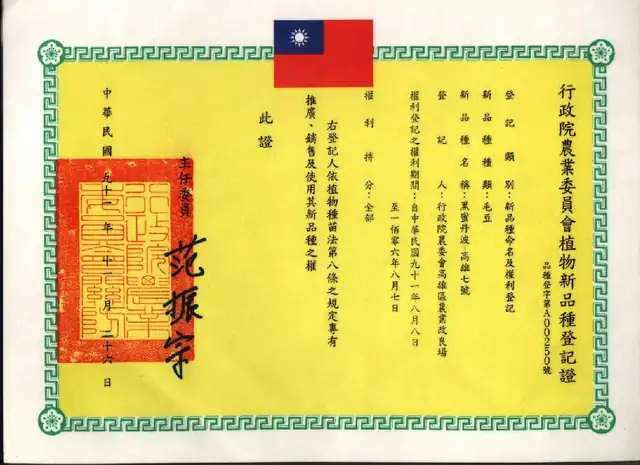 行政院農業委員會植物新品種登記證
品種登字第A00250號
登記類別：新品種命名及權利登記
新品種種類：毛豆
新品種名稱：黑蜜丹波-高雄七號
登記人：行政院農委會高雄區農業改良場
權利登記之權利期間：自中華民國九十一年八月八日
至一佰零六年八月七日
權利持分：全部
右登記人依植物種苗法第八條之規定專有
推廣、銷售及使用其新品種之權
此證
主任委員
范振宗
中華民國九十一年十一月二十六日